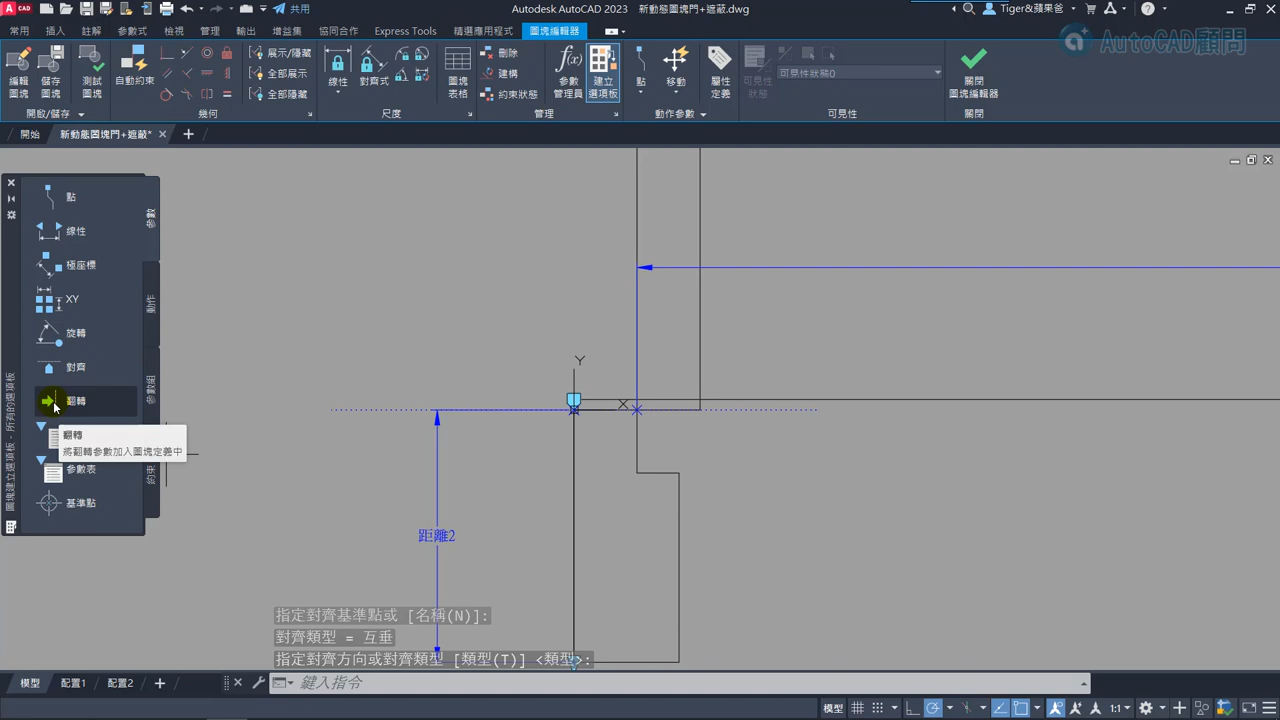 CAD
共用
Autodesk AutoCAD 2023 新動態圖塊門+遮蔽.dwg
Tiger&蘋果爸
常用 插入 註解 參數式 檢視 管理 輸出 增益集 協同合作 Express Tools 精選應用程式 圖塊編輯器
AutoCAD顧問
編輯圖塊
儲存圖塊
測試圖塊
自動約束
展示/隱藏
全部展示
全部隱藏
線性
對齊式
圖塊表格
刪除
建構
約束狀態
參數管理員
建立選項板
點
移動
屬性定義
可見性狀態
可見性狀態0
關閉圖塊編輯器
開啟/儲存 幾何 尺度 管理 動作參數 可見性 關閉
開始 新動態圖塊門+遮蔽*
點
線性
極座標
XY
旋轉
對齊
翻轉
翻轉
將翻轉參數加入圖塊定義中
參數表
基準點
參數
動作
參數組
圖塊建立選項板 - 所有的選項板
Y
X
距離2
指定對齊基準點或 [名稱(N)]:
對齊類型 = 互垂
指定對齊方向或對齊類型 [類型(T)] <類型>:
鍵入指令
模型 配置1 配置2
模型
1:1